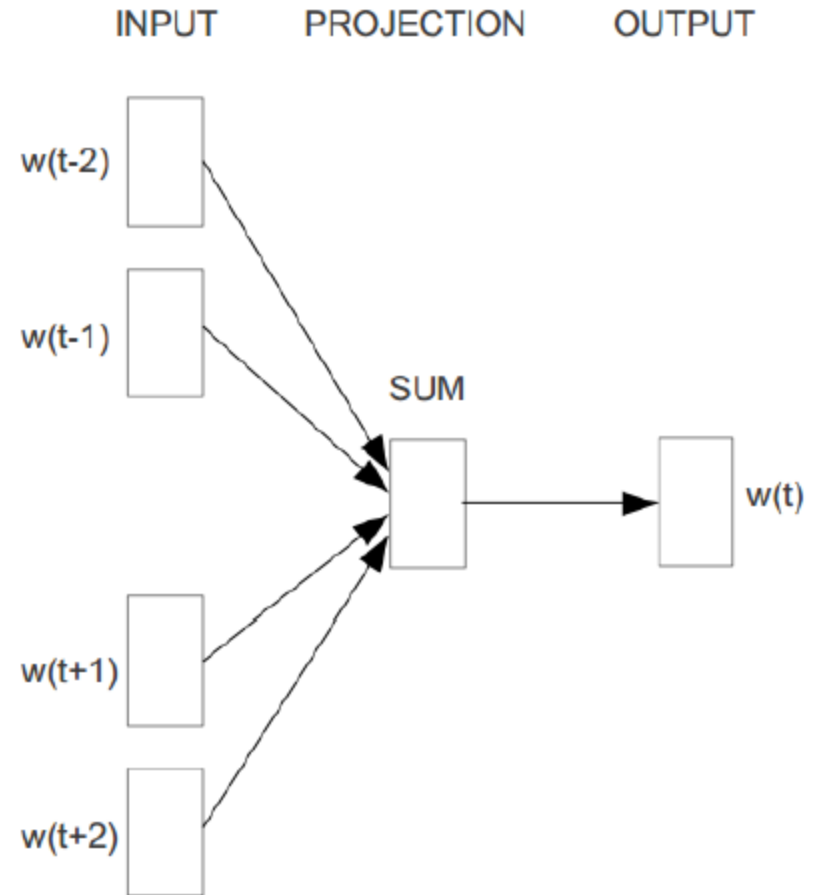 INPUT PROJECTION OUTPUT
w(t-2)
w(t-1)
SUM
w(t)
w(t+1)
w(t+2)